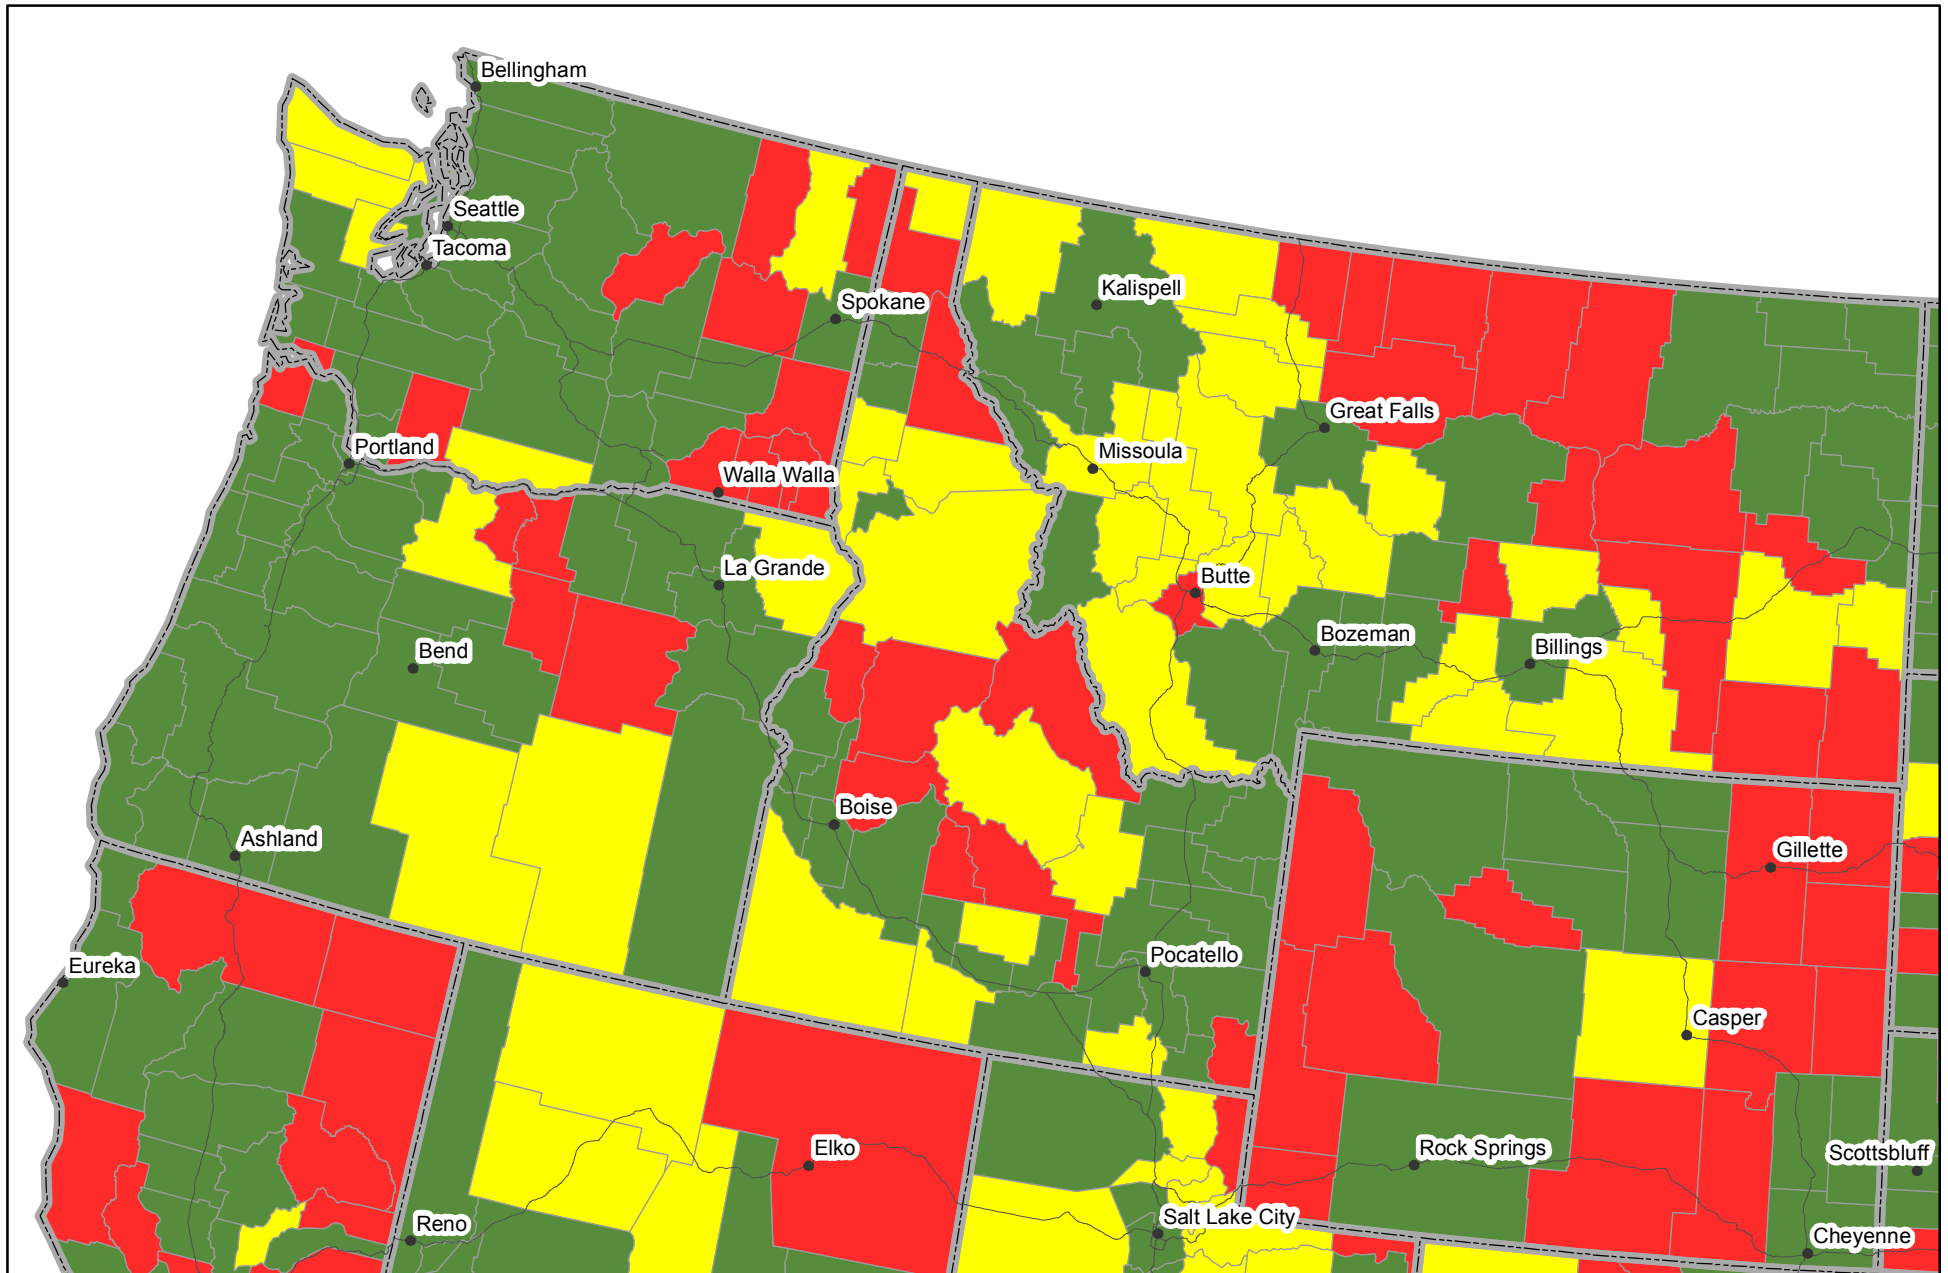 Bellingham
Seattle
Tacoma
Kalispell
Spokane
Great Falls
Portland
Missoula
Walla Walla
La Grande
Butte
Bozeman
Bend
Billings
Boise
Ashland
Gillette
Eureka
Pocatello
Casper
Elko
Rock Springs
Scottsbluff
Reno
Salt Lake City
Cheyenne